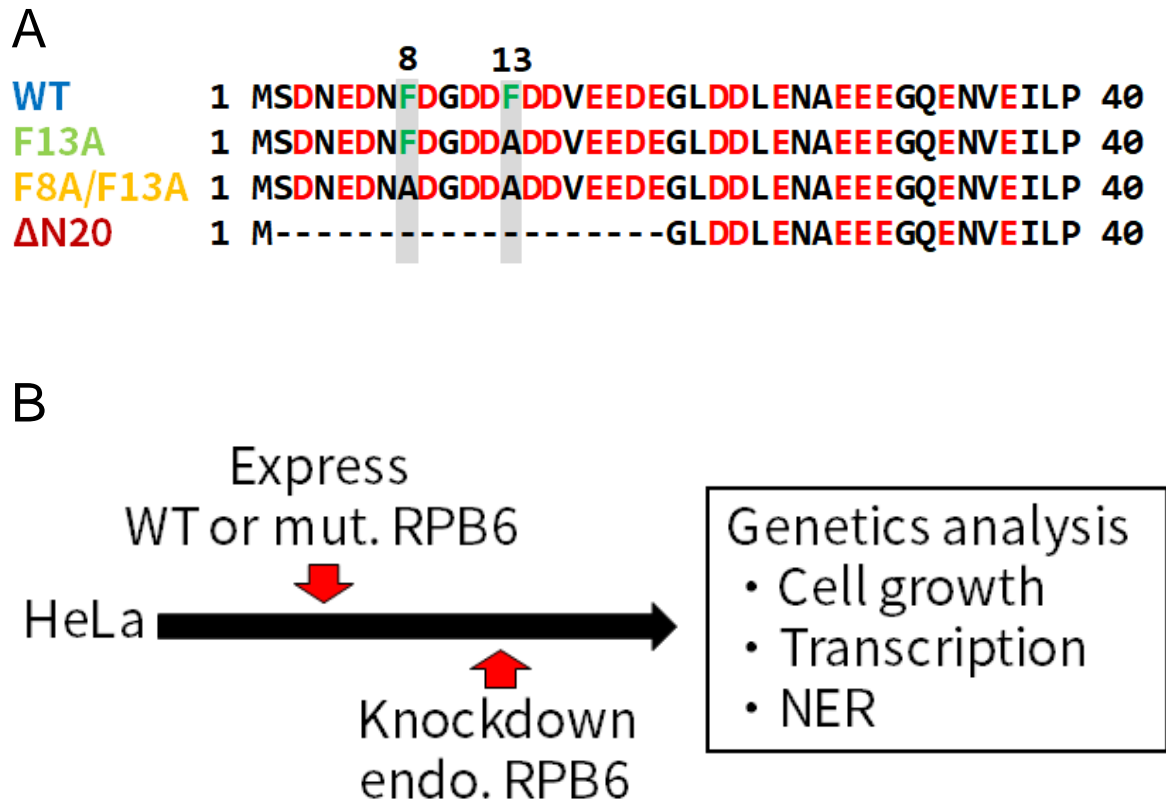 A
8 13
WT 1 MSDNEDNFDGDDFDDVEEDEGLDDLENAEEEGQENVEILP 40
F13A 1 MSDNEDNFDGDDADDVEEDEGLDDLENAEEEGQENVEILP 40
F8A/F13A 1 MSDNEDNADGDDADDVEEDEGLDDLENAEEEGQENVEILP 40
ΔN20 1 M-------------------GLDDLENAEEEGQENVEILP 40
B
Express
WT or mut. RPB6
HeLa
Knockdown
endo. RPB6
Genetics analysis
・Cell growth
・Transcription
・NER